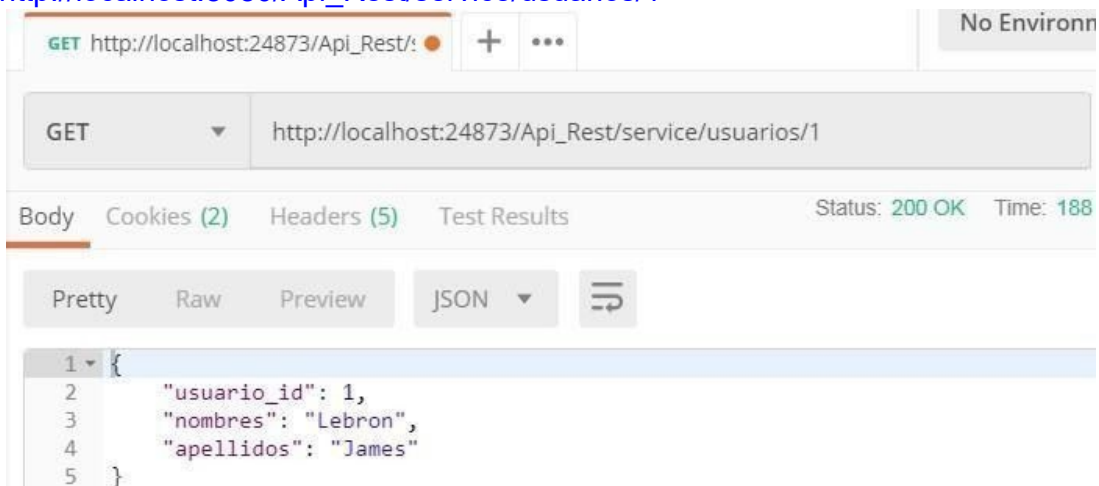 GET http://localhost:24873/Api_Rest/s
No Environn
GET http://localhost:24873/Api_Rest/service/usuarios/1
Body Cookies (2) Headers (5) Test Results Status: 200 OK Time: 188
Pretty Raw Preview JSON
1 {
2 "usuario_id": 1,
3 "nombres": "Lebron",
4 "apellidos": "James"
5 }